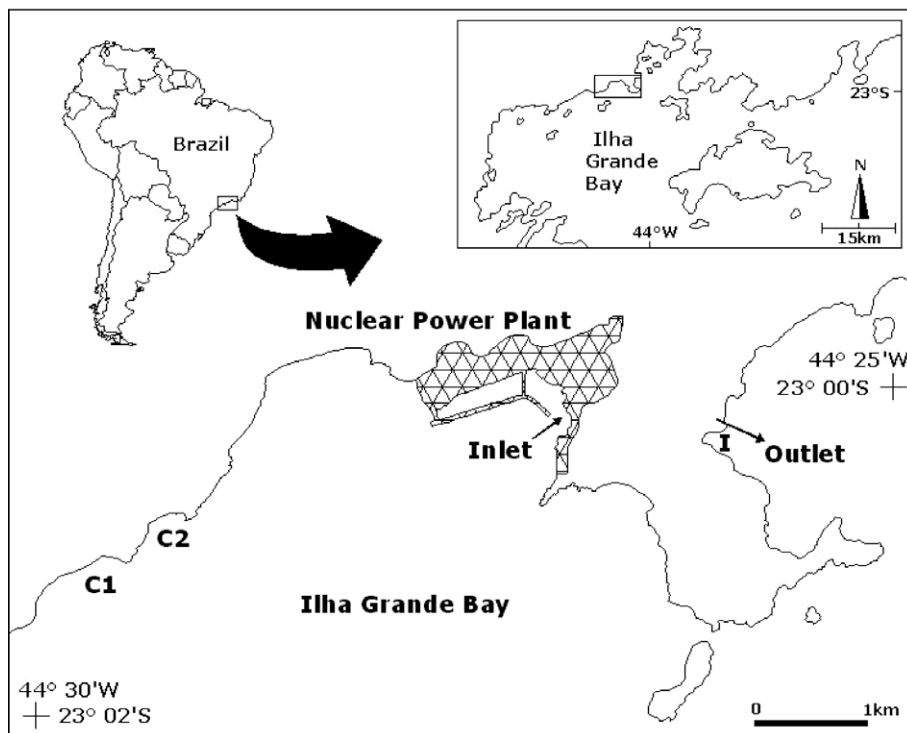 Brazil
Ilha
Grande
Bay
23°S
N
44°W
15km
Nuclear Power Plant
44° 25'W
23° 00'S
Inlet
I
Outlet
C2
C1
Ilha Grande Bay
44° 30'W
23° 02'S
0
1km